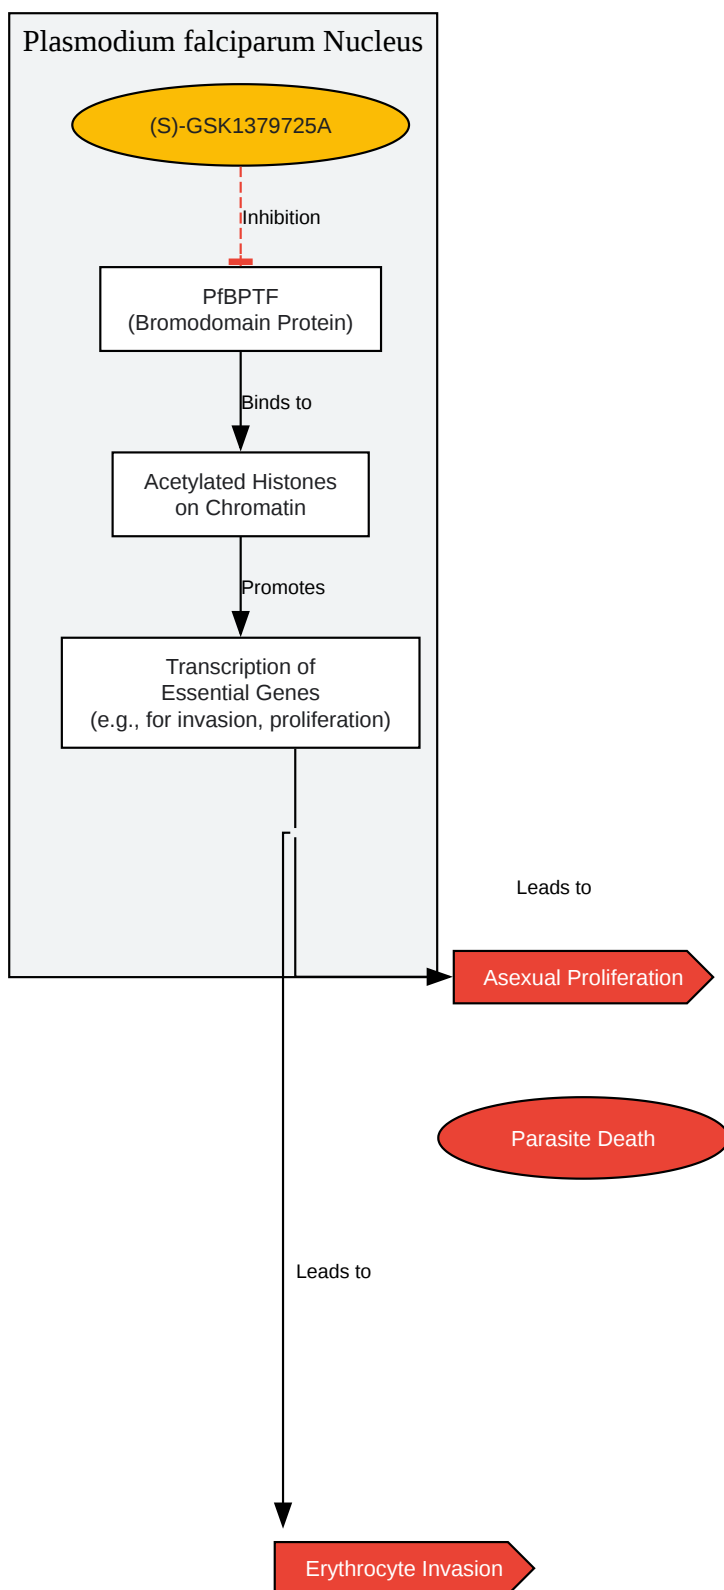 Plasmodium falciparum Nucleus
(S)-GSK1379725A
Inhibition
PfBPTF
(Bromodomain Protein)
Binds to
Acetylated Histones
on Chromatin
Promotes
Transcription of
Essential Genes
(e.g., for invasion, proliferation)
Leads to
Asexual Proliferation
Parasite Death
Leads to
Erythrocyte Invasion